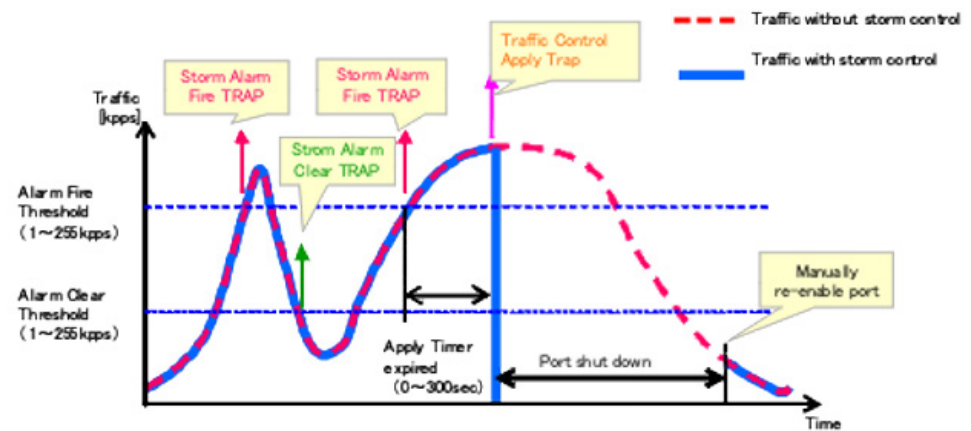 Traffic without storm control
Traffic with storm control
Traffic Control
Apply Trap
Storm Alarm
Fire TRAP
Storm Alarm
Fire TRAP
Strom Alarm
Clear TRAP
Traffic
[kpps]
Alarm Fire
Threshold
(1～255kpps)
Alarm Clear
Threshold
(1～255kpps)
Manually
re-enable port
Apply Timer
expired
(0～300sec)
Port shut down
Time